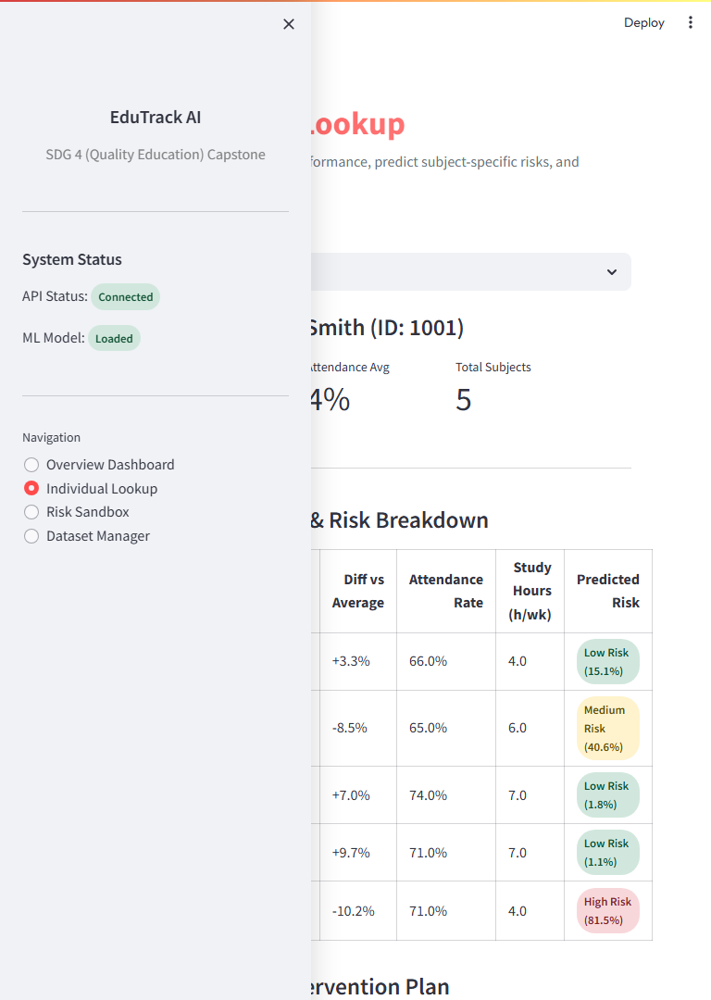 Deploy
EduTrack AI
SDG 4 (Quality Education) Capstone
System Status
API Status: Connected
ML Model: Loaded
Navigation
Overview Dashboard
Individual Lookup
Risk Sandbox
Dataset Manager
Lookup
formance, predict subject-specific risks, and
Smith (ID: 1001)
Attendance Avg
Total Subjects
4%
5
& Risk Breakdown
Diff vs Average
Attendance Rate
Study Hours (h/wk)
Predicted Risk
+3.3% 66.0% 4.0 Low Risk (15.1%)
-8.5% 65.0% 6.0 Medium Risk (40.6%)
+7.0% 74.0% 7.0 Low Risk (1.8%)
+9.7% 71.0% 7.0 Low Risk (1.1%)
-10.2% 71.0% 4.0 High Risk (81.5%)
ervention Plan